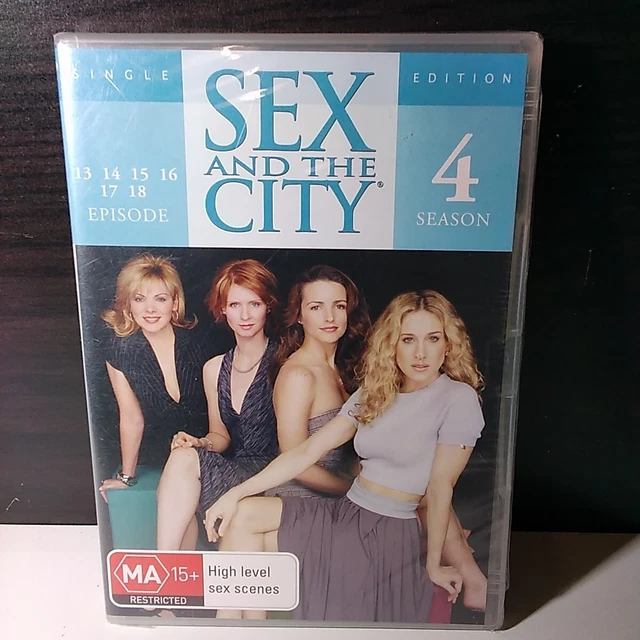 SINGLE
EDITION
SEX
AND THE
CITY®
13 14 15 16
17 18
EPISODE
4
SEASON
MA 15+
RESTRICTED
High level
sex scenes